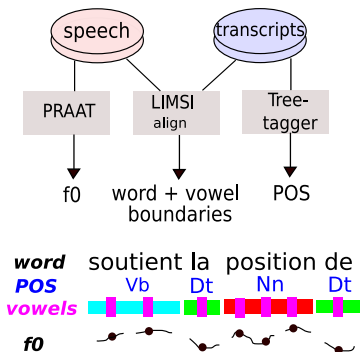 speech transcripts
PRAAT LIMSI align Tree-tagger
f0 word + vowel boundaries POS
word soutient la position de
POS Vb Dt Nn Dt
vowels
f0